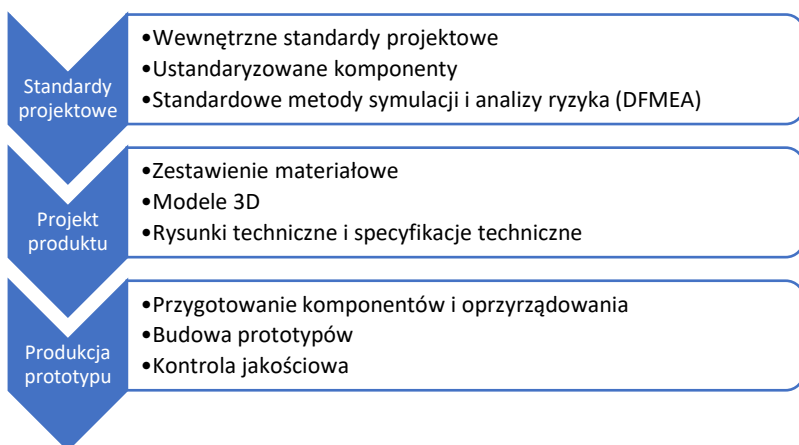 Standardy
projektowe
•Wewnętrzne standardy projektowe
•Ustandaryzowane komponenty
•Standardowe metody symulacji i analizy ryzyka (DFMEA)
Projekt
produktu
•Zestawienie materiałowe
•Modele 3D
•Rysunki techniczne i specyfikacje techniczne
Produkcja
prototypu
•Przygotowanie komponentów i oprzyrządowania
•Budowa prototypów
•Kontrola jakościowa